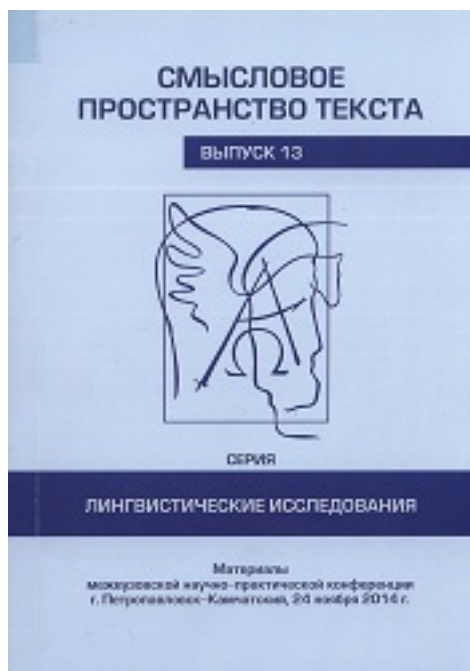 СМЫСЛОВОЕ
ПРОСТРАНСТВО ТЕКСТА
ВЫПУСК 13
СЕРИЯ
ЛИНГВИСТИЧЕСКИЕ ИССЛЕДОВАНИЯ
Материалы
межвузовской научно-практической конференции
г. Петропавловск-Камчатский, 24 ноября 2014 г.